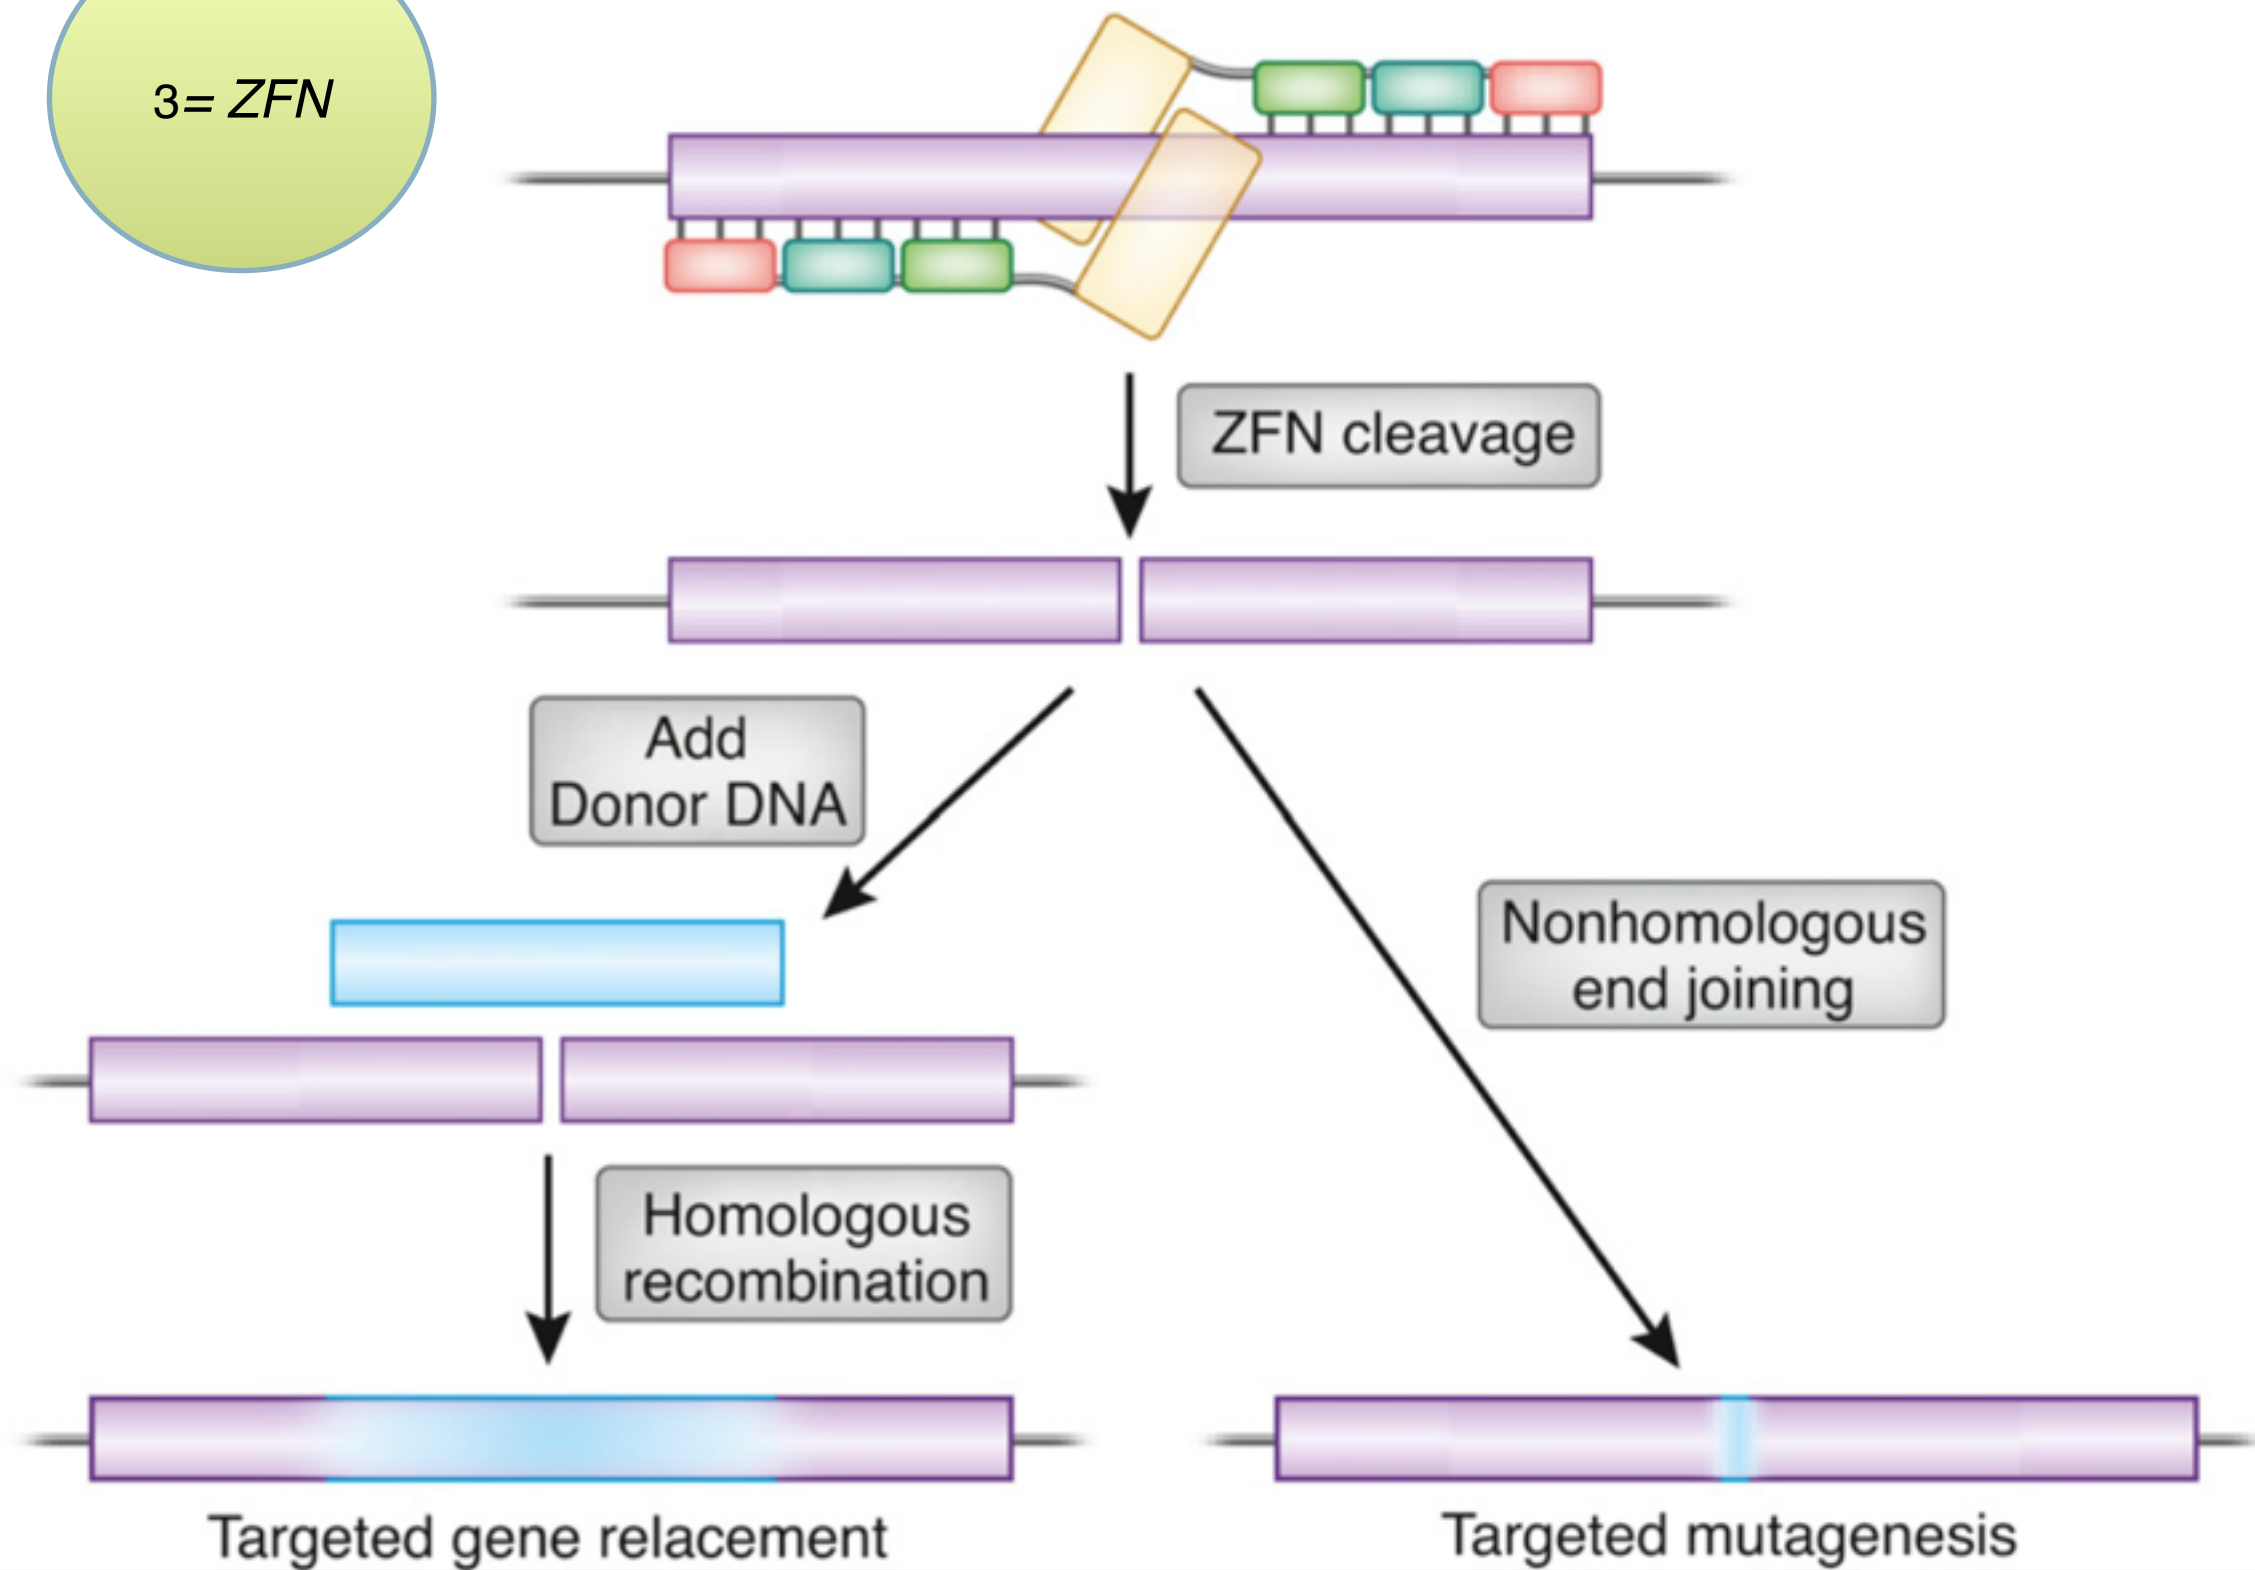 3= ZFN
ZFN cleavage
Add
Donor DNA
Nonhomologous
end joining
Homologous
recombination
Targeted gene relacement
Targeted mutagenesis